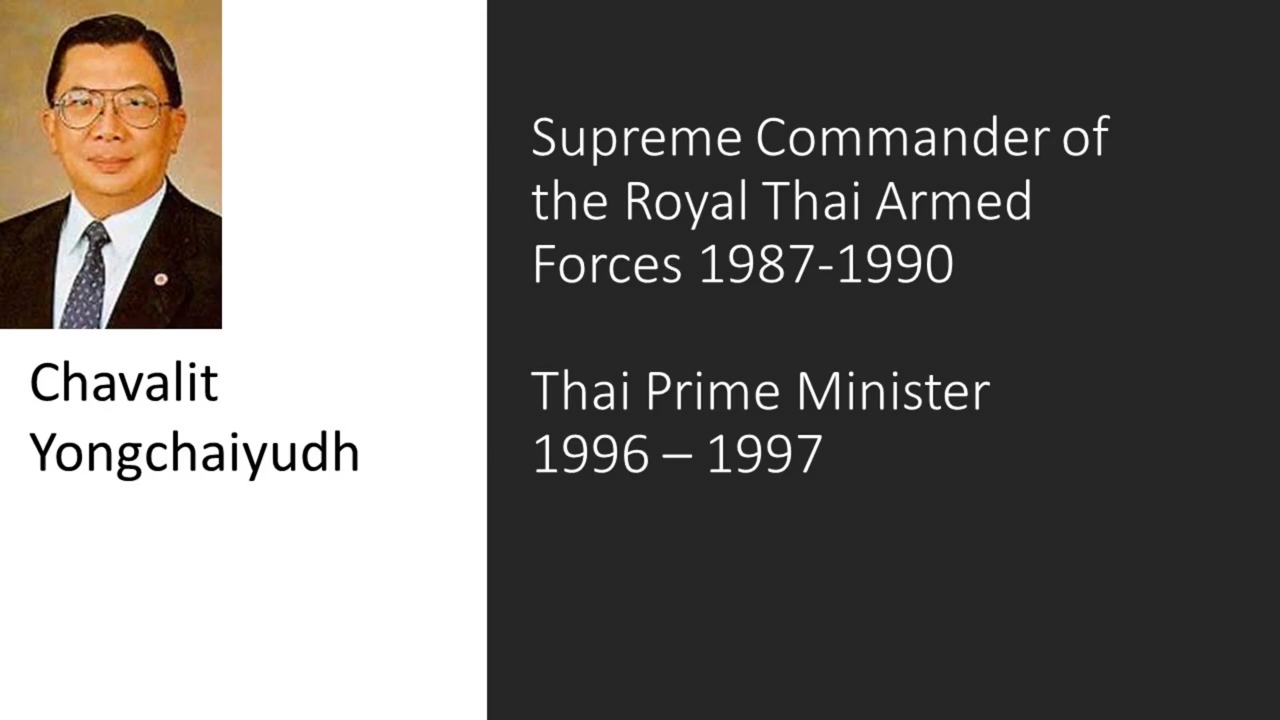 Chavalit
Yongchaiyudh
Supreme Commander of
the Royal Thai Armed
Forces 1987-1990
Thai Prime Minister
1996 – 1997